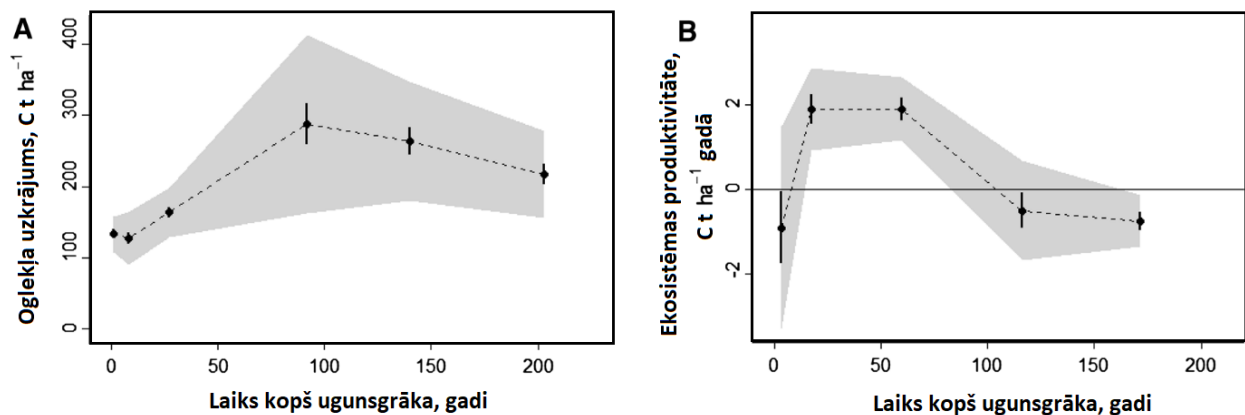 A
Oglekļa uzkrājums, C t ha⁻¹
400
300
200
100
0
0 50 100 150 200
Laiks kopš ugunsgrāka, gadi
B
Ekosistēmas produktivitāte,
C t ha⁻¹ gadā
2
0
-2
0 50 100 150 200
Laiks kopš ugunsgrāka, gadi